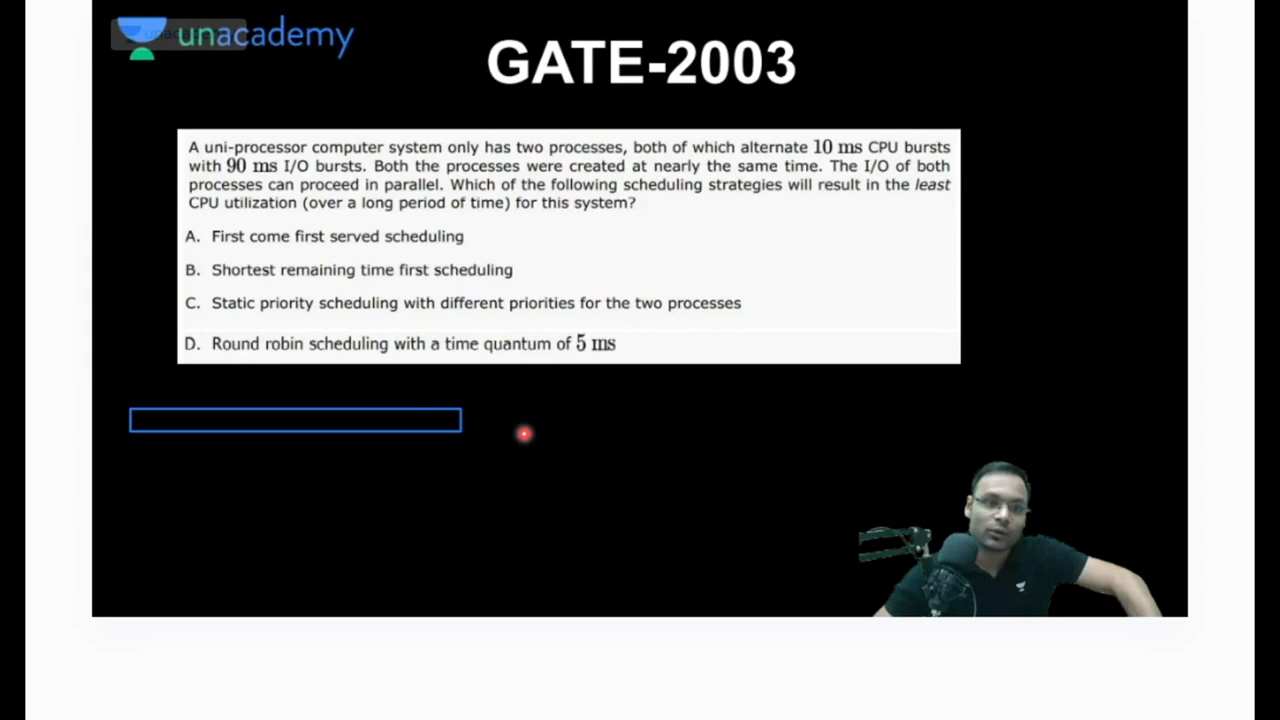 unacademy
GATE-2003
A uni-processor computer system only has two processes, both of which alternate 10 ms CPU bursts
with 90 ms I/O bursts. Both the processes were created at nearly the same time. The I/O of both
processes can proceed in parallel. Which of the following scheduling strategies will result in the least
CPU utilization (over a long period of time) for this system?
A. First come first served scheduling
B. Shortest remaining time first scheduling
C. Static priority scheduling with different priorities for the two processes
D. Round robin scheduling with a time quantum of 5 ms